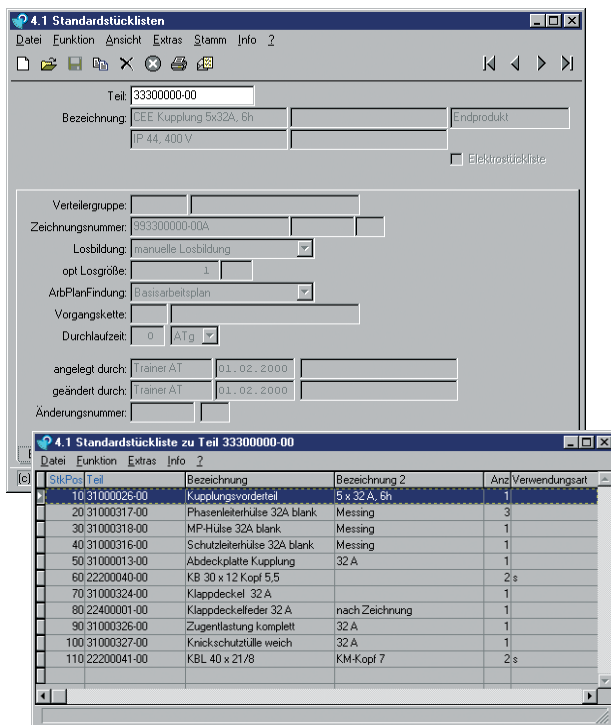 4.1 Standardstücklisten
Datei Funktion Ansicht Extras Stamm Info ?
Teil: 33300000-00
Bezeichnung: CEE Kupplung 5x32A, 6h Endprodukt
IP 44, 400 V
Elektrostückliste
Verteilergruppe:
Zeichnungsnummer: 993300000-00A
Losbildung: manuelle Losbildung
opt Losgröße: 1
ArbPlanFindung: Basisarbeitsplan
Vorgangskette:
Durchlaufzeit: 0 ATg
angelegt durch: Trainer AT 01.02.2000
geändert durch: Trainer AT 01.02.2000
Änderungsnummer:
(c)
4.1 Standardstückliste zu Teil 33300000-00
Datei Funktion Extras Info ?
StkPos Teil Bezeichnung Bezeichnung 2 Anz Verwendungsart
10 31000026-00 Kupplungsvorderteil 5 x 32 A, 6h 1
20 31000317-00 Phasenleiterhülse 32A blank Messing 3
30 31000318-00 MP-Hülse 32A blank Messing 1
40 31000316-00 Schutzleiterhülse 32A blank Messing 1
50 31000013-00 Abdeckplatte Kupplung 32 A 1
60 22200040-00 KB 30 x 12 Kopf 5,5 2 s
70 31000324-00 Klappdeckel 32 A 1
80 22400001-00 Klappdeckelfeder 32 A nach Zeichnung 1
90 31000326-00 Zugentlastung komplett 32 A 1
100 31000327-00 Knickschutztülle weich 32 A 1
110 22200041-00 KBL 40 x 21/8 KM-Kopf 7 2 s